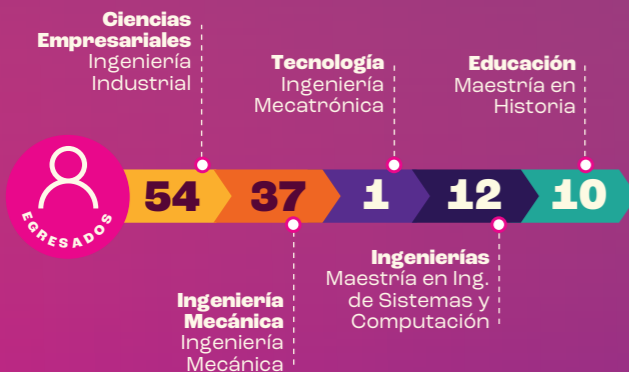 Ciencias
Empresariales
Ingeniería
Industrial
Tecnología
Ingeniería
Mecatrónica
Educación
Maestría en
Historia
EGRESADOS
54
37
1
12
10
Ingeniería
Mecánica
Ingeniería
Mecánica
Ingenierías
Maestría en Ing.
de Sistemas y
Computación